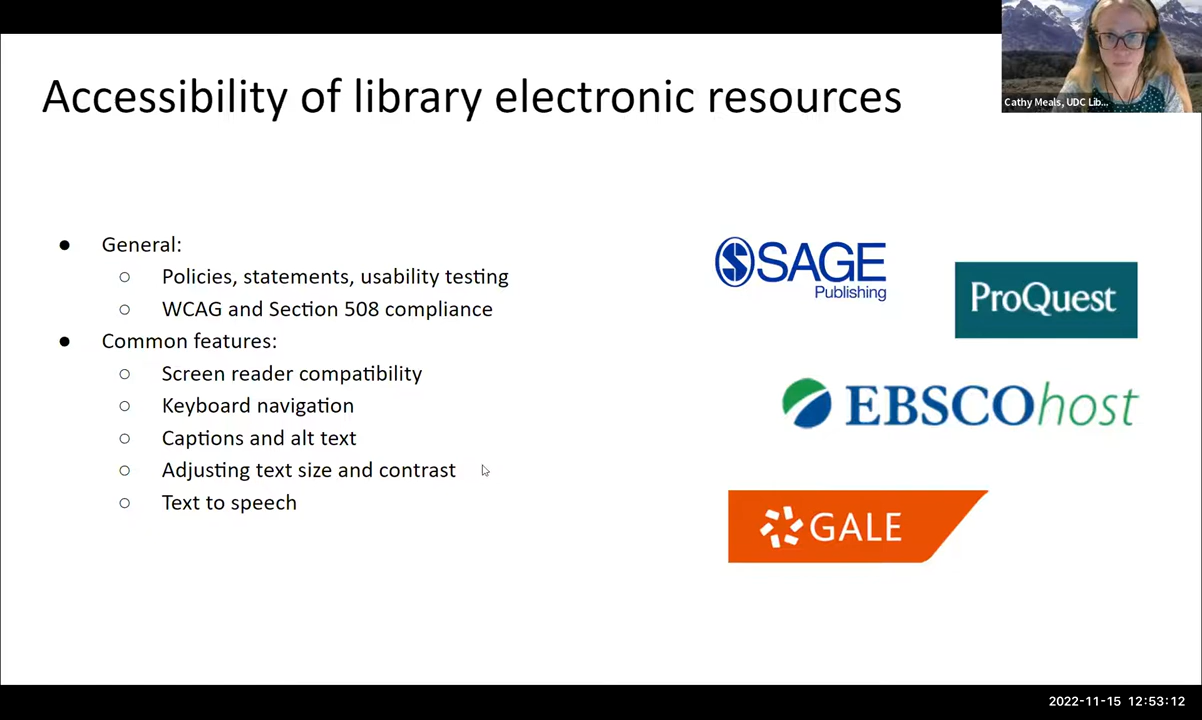 Accessibility of library electronic resources
Cathy Meals, UDC Lib...
● General:
○ Policies, statements, usability testing
○ WCAG and Section 508 compliance
● Common features:
○ Screen reader compatibility
○ Keyboard navigation
○ Captions and alt text
○ Adjusting text size and contrast
○ Text to speech
SAGE
Publishing
ProQuest
EBSCOhost
GALE
2022-11-15 12:53:12